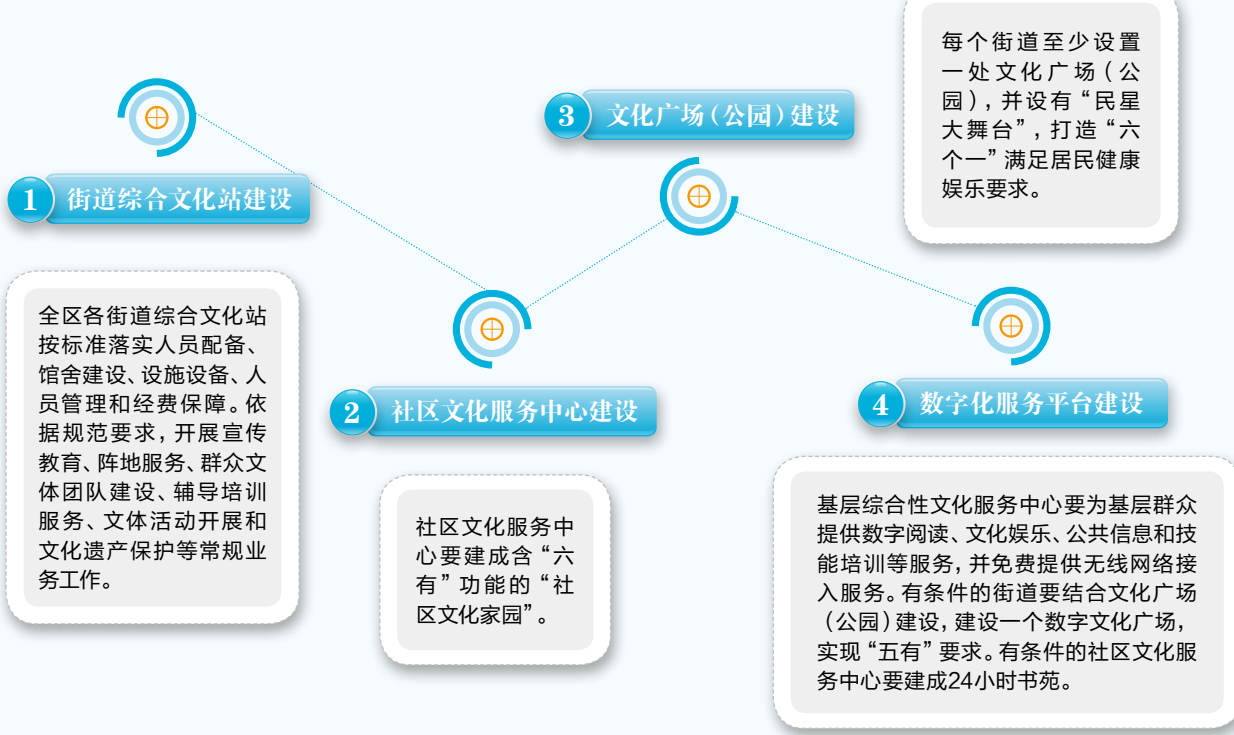 1 街道综合文化站建设
全区各街道综合文化站
按标准落实人员配备、
馆舍建设、设施设备、人
员管理和经费保障。依
据规范要求，开展宣传
教育、阵地服务、群众文
体团队建设、辅导培训
服务、文体活动开展和
文化遗产保护等常规业
务工作。
2 社区文化服务中心建设
社区文化服务中
心要建成含“六
有”功能的“社
区文化家园”。
3 文化广场（公园）建设
每个街道至少设置
一处文化广场（公
园），并设有“民星
大舞台”，打造“六
个一”满足居民健康
娱乐要求。
4 数字化服务平台建设
基层综合性文化服务中心要为基层群众
提供数字阅读、文化娱乐、公共信息和技
能培训等服务，并免费提供无线网络接
入服务。有条件的街道要结合文化广场
（公园）建设，建设一个数字文化广场，
实现“五有”要求。有条件的社区文化服
务中心要建成24小时书苑。